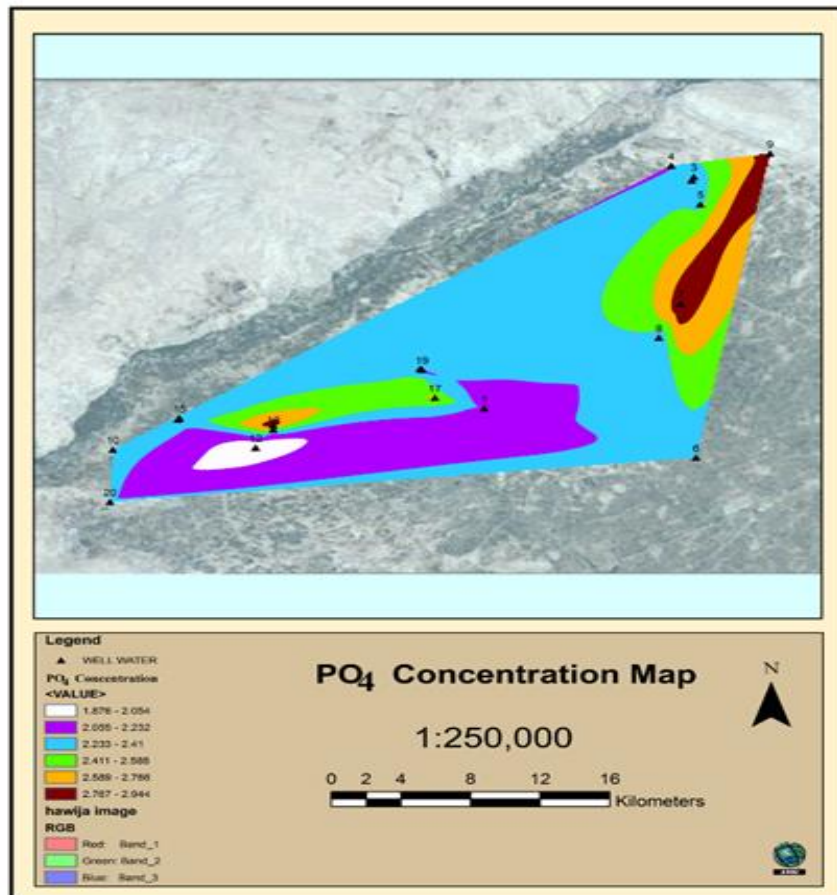 9
4
3
5
8
19
17
1
15
12
10
6
20
Legend
WELL WATER
PO4 Concentration
<VALUE>
1.876 - 2.054
2.055 - 2.232
2.233 - 2.41
2.411 - 2.588
2.589 - 2.766
2.767 - 2.944
hawija image
RGB
Red: Band_1
Green: Band_2
Blue: Band_3
PO4 Concentration Map
1:250,000
0 2 4 8 12 16
Kilometers
N